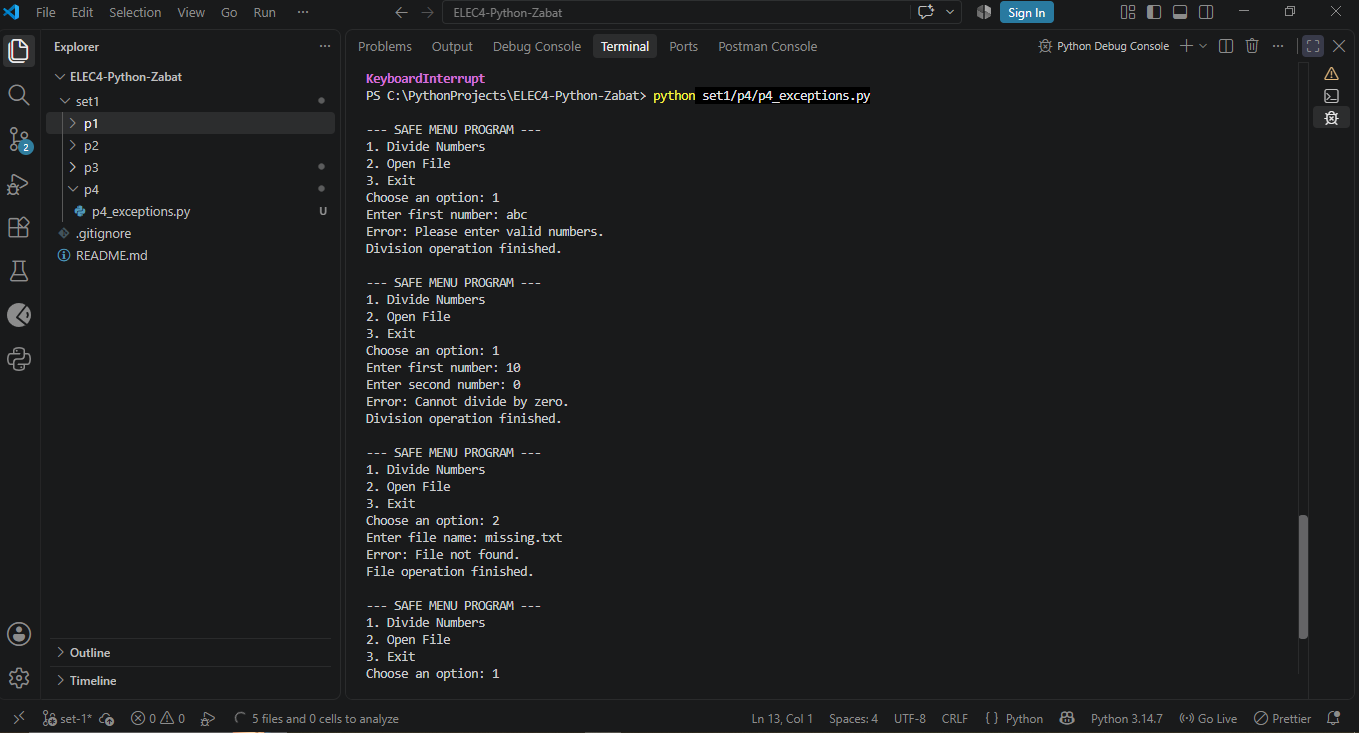 File Edit Selection View Go Run ··· ELEC4-Python-Zabat Sign In
Explorer ···
ELEC4-Python-Zabat
set1
p1
p2
p3
p4
p4_exceptions.py U
.gitignore
README.md
Outline
Timeline
2
Problems Output Debug Console Terminal Ports Postman Console Python Debug Console ···
KeyboardInterrupt
PS C:\PythonProjects\ELEC4-Python-Zabat> python set1/p4/p4_exceptions.py
--- SAFE MENU PROGRAM ---
1. Divide Numbers
2. Open File
3. Exit
Choose an option: 1
Enter first number: abc
Error: Please enter valid numbers.
Division operation finished.
--- SAFE MENU PROGRAM ---
1. Divide Numbers
2. Open File
3. Exit
Choose an option: 1
Enter first number: 10
Enter second number: 0
Error: Cannot divide by zero.
Division operation finished.
--- SAFE MENU PROGRAM ---
1. Divide Numbers
2. Open File
3. Exit
Choose an option: 2
Enter file name: missing.txt
Error: File not found.
File operation finished.
--- SAFE MENU PROGRAM ---
1. Divide Numbers
2. Open File
3. Exit
Choose an option: 1
set-1* 0 0 5 files and 0 cells to analyze Ln 13, Col 1 Spaces: 4 UTF-8 CRLF { } Python Python 3.14.7 Go Live Prettier